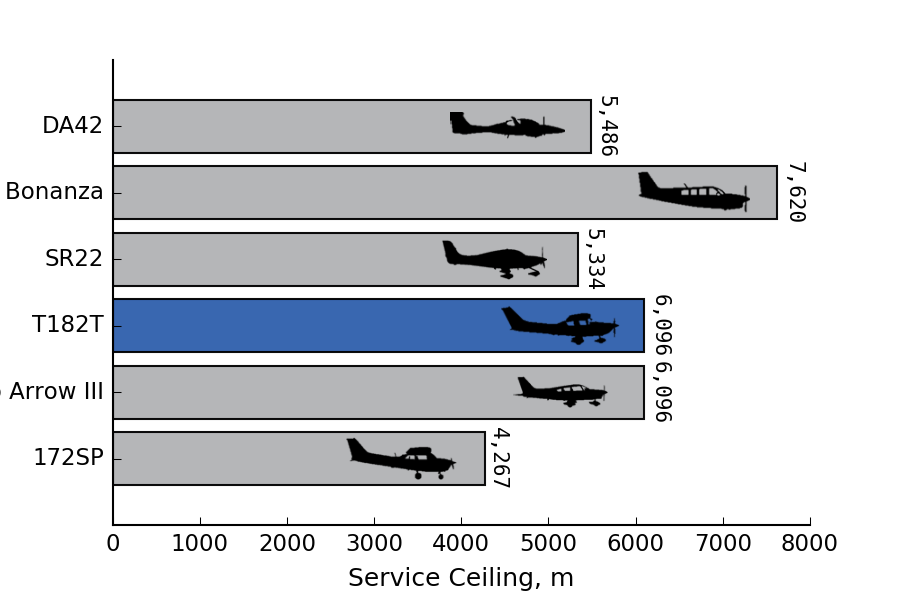 DA42
5,486
Bonanza
7,620
SR22
5,334
T182T
6,096
Arrow III
6,096
172SP
4,267
0 1000 2000 3000 4000 5000 6000 7000 8000
Service Ceiling, m